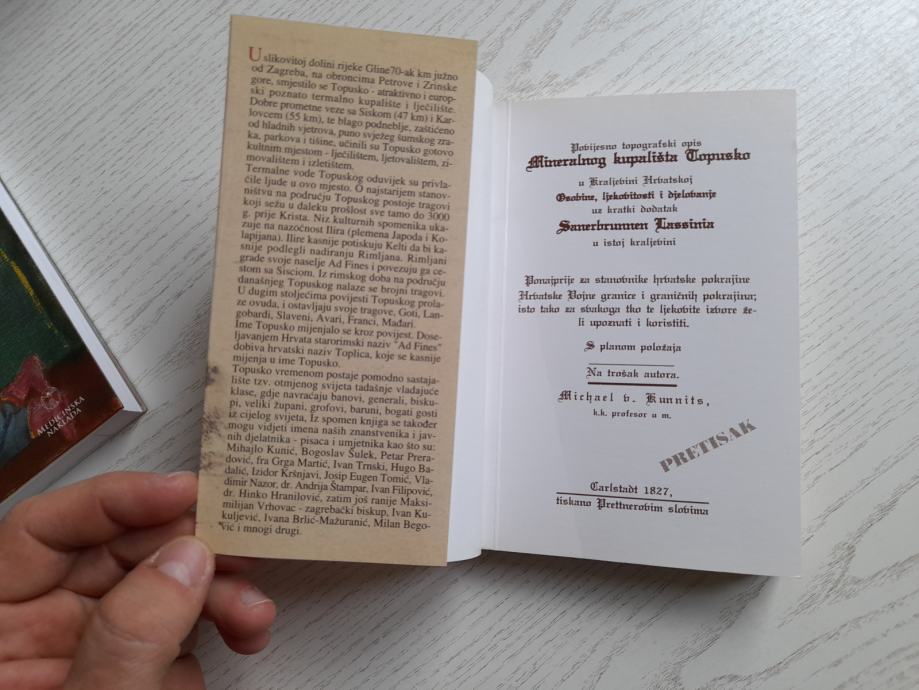 U slikovitoj dolini rijeke Gline70-ak km južno
od Zagreba, na obroncima Petrove i Zrinske
gore, smjestilo se Topusko - atraktivno i europ-
ski poznato termalno kupalište i lječilište.
Dobre prometne veze sa Siskom (47 km) i Kar-
lovcem (55 km), te blago podneblje, zaštićeno
od hladnih vjetrova, puno svježeg šumskog zra-
ka, parkova i tišine, učinili su Topusko gotovo
kultnim mjestom - lječilištem, ljetovalištem, zi-
movalištem i izletištem.
Termalne vode Topuskog oduvijek su privla-
čile ljude u ovo mjesto. O najstarijem stanov-
ništvu na području Topuskog postoje tragovi
koji sežu u daleku prošlost sve tamo do 3000
g. prije Krista. Niz kulturnih spomenika uka-
zuje na nazočnost Ilira (plemena Japoda i Ko-
lapijana). Ilire kasnije potiskuju Kelti da bi ka-
snije podlegli nadiranju Rimljana. Rimljani
grade svoje naselje Ad Fines i povezuju ga ce-
stom sa Sisciom. Iz rimskog doba na području
današnjeg Topuskog nalaze se brojni tragovi.
U dugim stoljećima povijesti Topuskog prola-
ze ovuda, i ostavljaju svoje tragove, Goti, Lan-
gobardi, Slaveni, Avari, Franci, Mađari.
Ime Topusko mijenjalo se kroz povijest. Dose-
ljavanjem Hrvata starorimski naziv "Ad Fines"
dobiva hrvatski naziv Toplica, koje se kasnije
mijenja u ime Topusko.
Topusko vremenom postaje pomodno sastaja-
lište tzv. otmjenog svijeta tadašnje vladajuće
klase, gdje navraćaju banovi, generali, bisku-
pi, veliki župani, grofovi, baruni, bogati gosti
iz cijelog svijeta, Iz spomen knjiga se također
mogu vidjeti imena naših znanstvenika i jav-
nih djelatnika - pisaca i umjetnika kao što su:
Mihajlo Kunić, Bogoslav Šulek, Petar Prera-
dović, fra Grga Martić, Ivan Trnski, Hugo Ba-
dalić, Izidor Kršnjavi, Josip Eugen Tomić, Vla-
dimir Nazor, dr. Andrija Štampar, Ivan Filipović,
dr. Hinko Hranilović, zatim još ranije Maksi-
milijan Vrhovac - zagrebački biskup, Ivan Ku-
kuljević, Ivana Brlić-Mažuranić, Milan Bego-
vić i mnogi drugi.
Povijesno topografski opis
Mineralnog kupališta Topusko
u Kraljevini Hrvatskoj
Osobine, ljekovitosti i djelovanje
uz kratki dodatak
Sauerbrunnen Lassinia
u istoj kraljevini
Ponajprije za stanovnike hrvatske pokrajine
Hrvatske Vojne granice i graničnih pokrajina;
isto tako za svakoga tko te ljekovite izvore že-
li upoznati i koristiti.
S planom položaja
Na trošak autora.
Michael v. Kunnits,
k.k. profesor u m.
PRETISAK
Carlstadt 1827,
tiskano Prettnerovim slovima
MEDICINSKA
NAKLADA